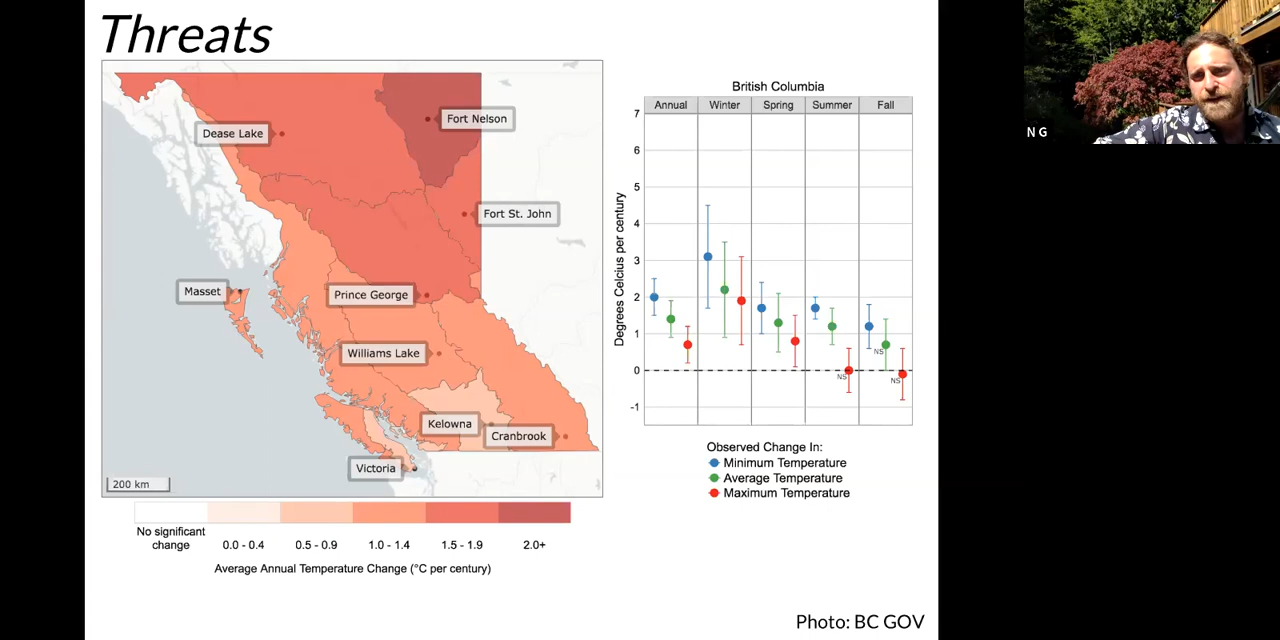 Threats
Dease Lake
Fort Nelson
Fort St. John
Masset
Prince George
Williams Lake
Kelowna
Cranbrook
Victoria
200 km
No significant
change
0.0 - 0.4
0.5 - 0.9
1.0 - 1.4
1.5 - 1.9
2.0+
Average Annual Temperature Change (°C per century)
British Columbia
Annual Winter Spring Summer Fall
Degrees Celcius per century
7
6
5
4
3
2
1
0
-1
NS
NS
NS
Observed Change In:
Minimum Temperature
Average Temperature
Maximum Temperature
Photo: BC GOV
N G